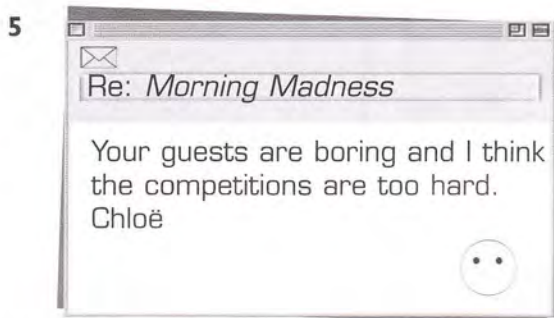 5
Re: Morning Madness
Your guests are boring and I think
the competitions are too hard.
Chloë